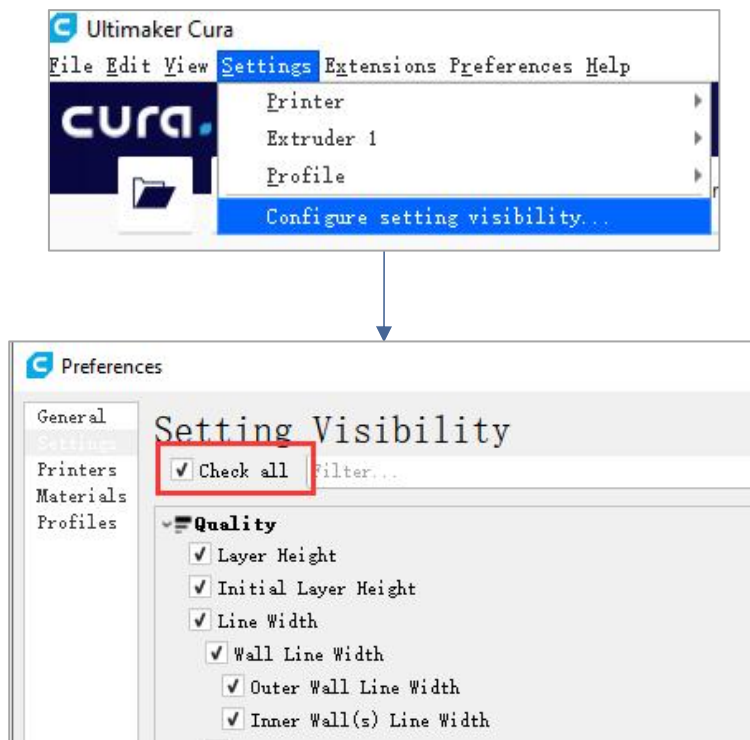 Ultimaker Cura
File Edit View Settings Extensions Preferences Help
cura.
Printer
Extruder 1
Profile
Configure setting visibility...
Preferences
General
Settings
Printers
Materials
Profiles
Setting Visibility
Check all Filter...
Quality
Layer Height
Initial Layer Height
Line Width
Wall Line Width
Outer Wall Line Width
Inner Wall(s) Line Width